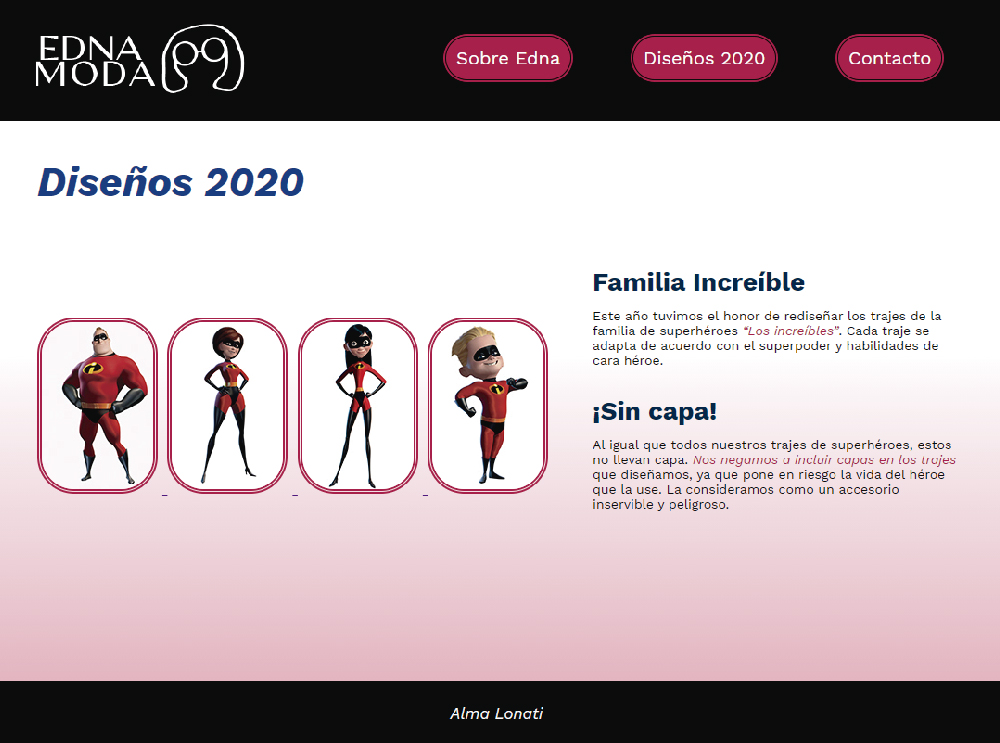 EDNA
MODA
Sobre Edna
Diseños 2020
Contacto
Diseños 2020
Familia Increíble
Este año tuvimos el honor de rediseñar los trajes de la
familia de superhéroes “Los increíbles”. Cada traje se
adapta de acuerdo con el superpoder y habilidades de
cara héroe.
¡Sin capa!
Al igual que todos nuestros trajes de superhéroes, estos
no llevan capa. Nos negamos a incluir capas en los trajes
que diseñamos, ya que pone en riesgo la vida del héroe
que la use. La consideramos como un accesorio
inservible y peligroso.
Alma Lonati